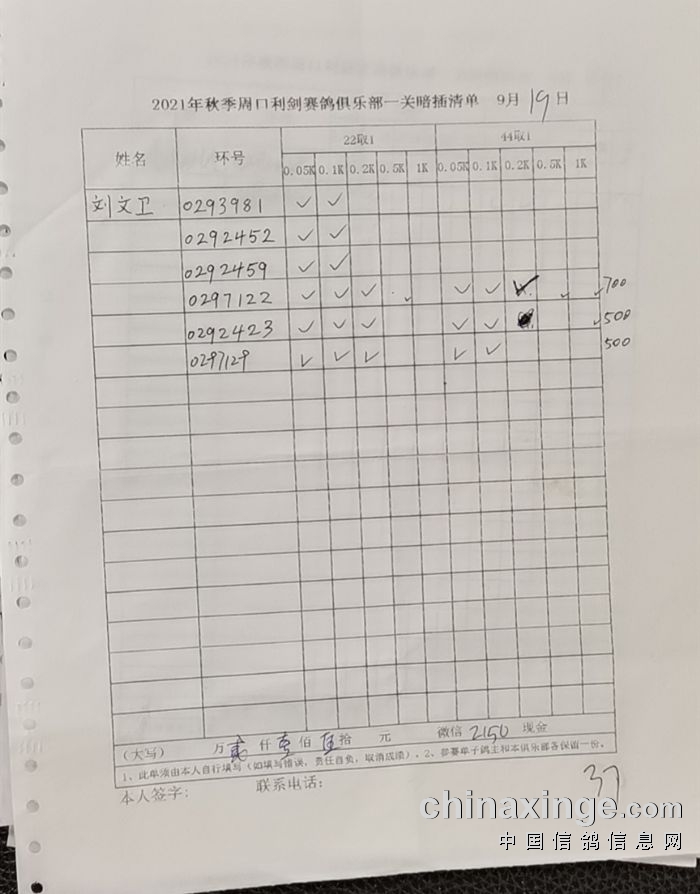 2021年秋季周口利剑赛鸽俱乐部一关暗插清单 9月19日
姓名 环号 22取1 44取1
0.05K 0.1K 0.2K 0.5K 1K 0.05K 0.1K 0.2K 0.5K 1K
刘文卫 0293981 ✓ ✓
0292452 ✓ ✓
0292459 ✓ ✓
0297122 ✓ ✓ ✓ ✓ ✓ ✓ ✓ ✓ ✓ 700
0292423 ✓ ✓ ✓ ✓ ✓ ✓ 500
0297129 ✓ ✓ ✓ ✓ ✓ 500
(大写) 万 贰 仟 壹 佰 伍 拾 元 微信 2150 现金
1、此单须由本人自行填写(如填写错误,责任自负,取消成绩)。2、参赛单子鸽主和本俱乐部各保留一份。
本人签字: 联系电话:
37
chinaxinge.com
中国信鸽信息网